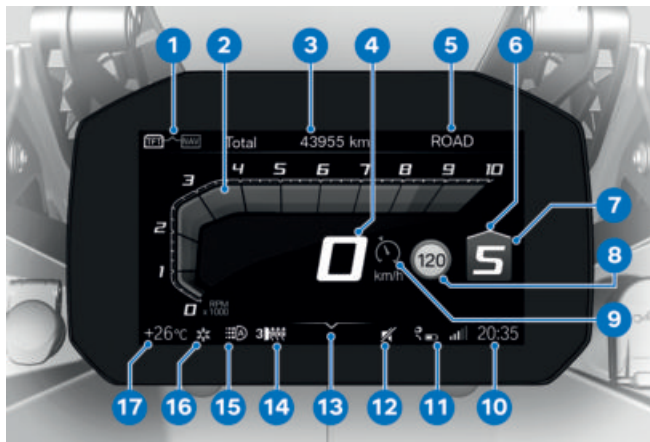 1 2 3 4 5 6
TFT NAV Total 43955 km ROAD
3 4 5 6 7 8 9 10
7
2
0 120 S
8
km/h
1
9
0 RPM x 1000
+26°C A 3 20:35
17 16 15 14 13 12 11 10